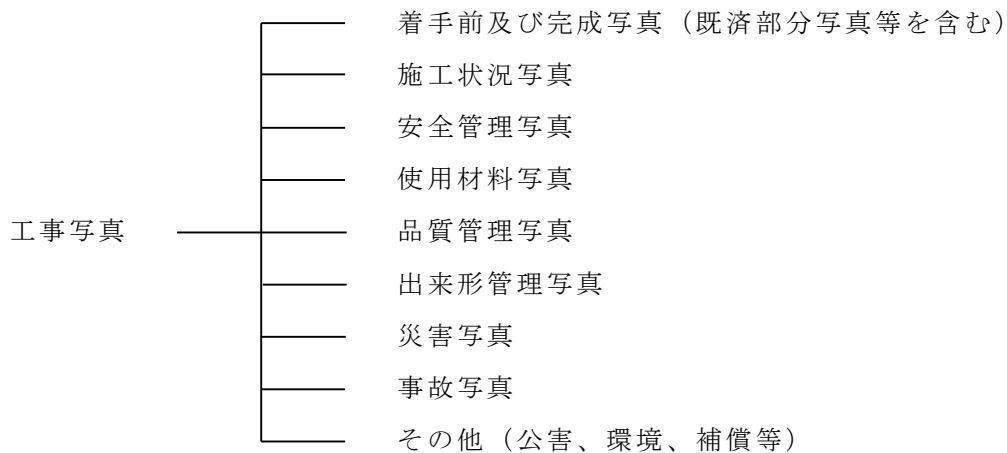 着手前及び完成写真（既済部分写真等を含む）
施工状況写真
安全管理写真
使用材料写真
工事写真
品質管理写真
出来形管理写真
災害写真
事故写真
その他（公害、環境、補償等）